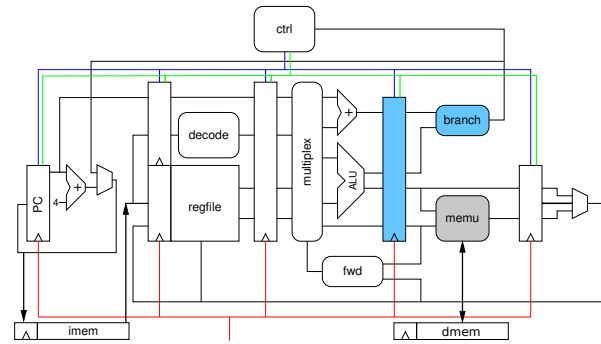 ctrl
decode
multiplex
+
branch
PC
4
+
regfile
ALU
memu
fwd
imem
dmem